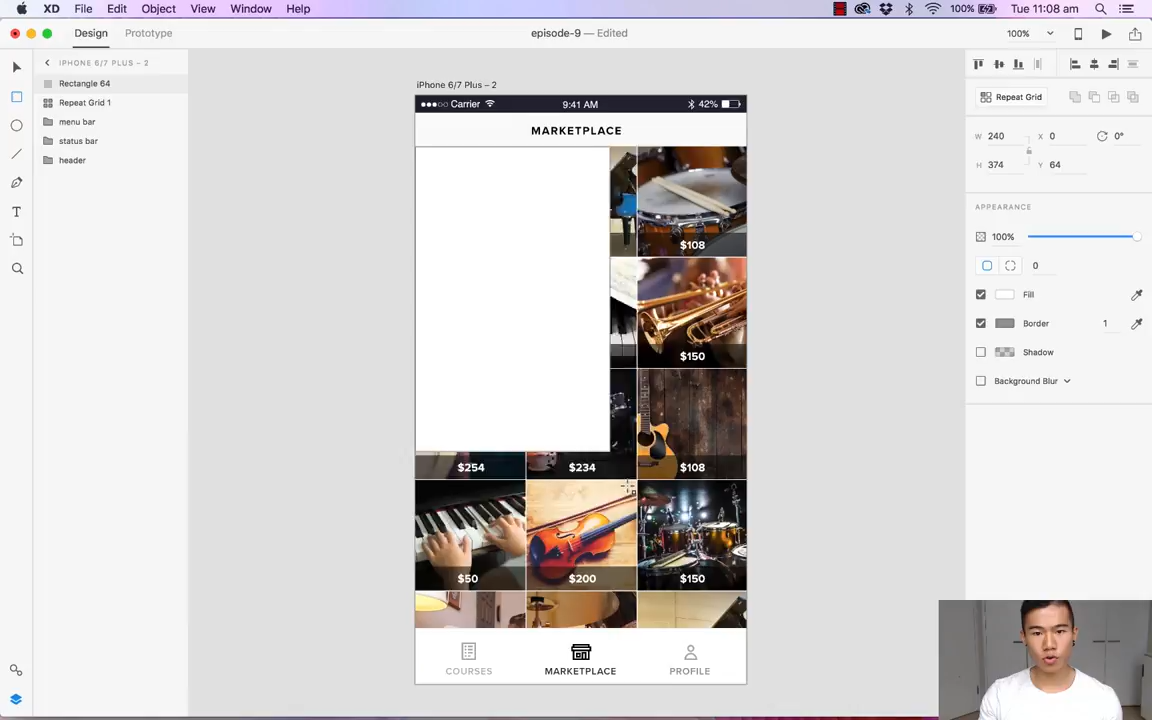 XD File Edit Object View Window Help 100% Tue 11:08 am
Design Prototype episode-9 — Edited 100%
IPHONE 6/7 PLUS – 2
Rectangle 64
Repeat Grid 1
menu bar
status bar
header
iPhone 6/7 Plus – 2
Carrier 9:41 AM 42%
MARKETPLACE
$108
$150
$254 $234 $108
$50 $200 $150
COURSES MARKETPLACE PROFILE
Repeat Grid
W 240 X 0 0°
H 374 Y 64
APPEARANCE
100%
0
Fill
Border 1
Shadow
Background Blur